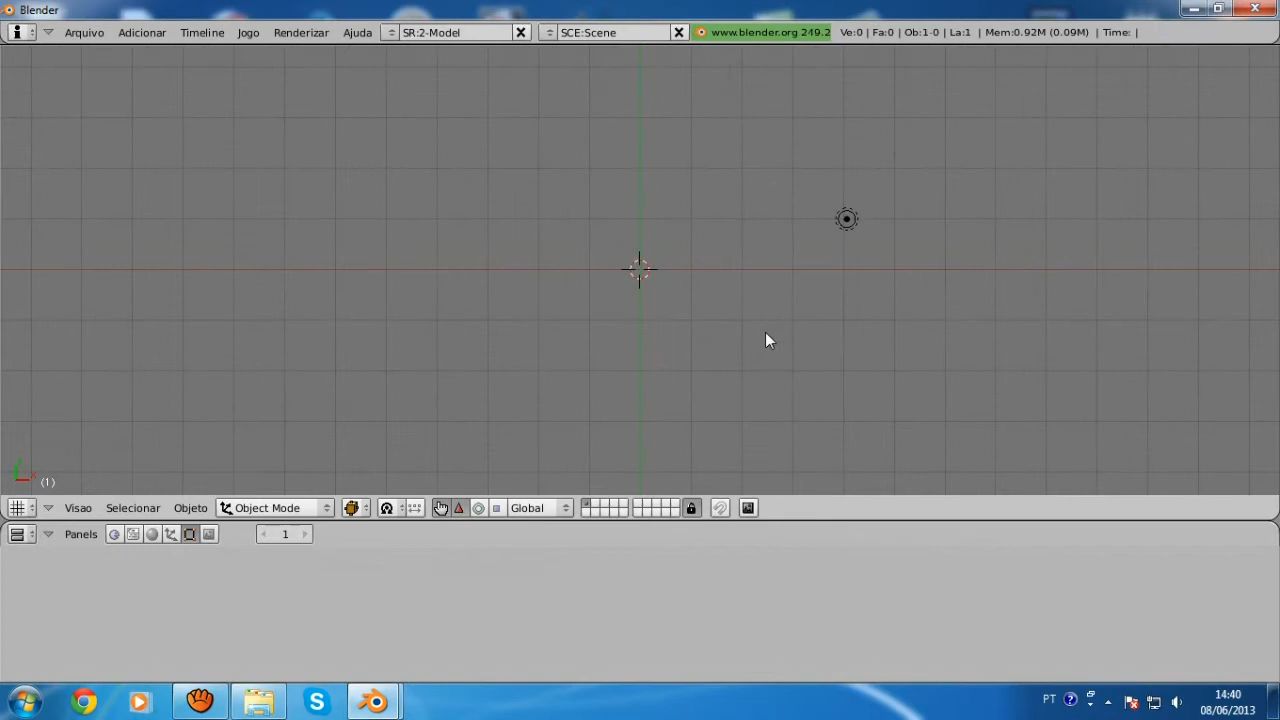 Blender
Arquivo Adicionar Timeline Jogo Renderizar Ajuda SR:2-Model SCE:Scene www.blender.org 249.2 Ve:0 | Fa:0 | Ob:1-0 | La:1 | Mem:0.92M (0.09M) | Time: |
(1)
Visao Selecionar Objeto Object Mode Global
Panels 1
PT 14:40
08/06/2013